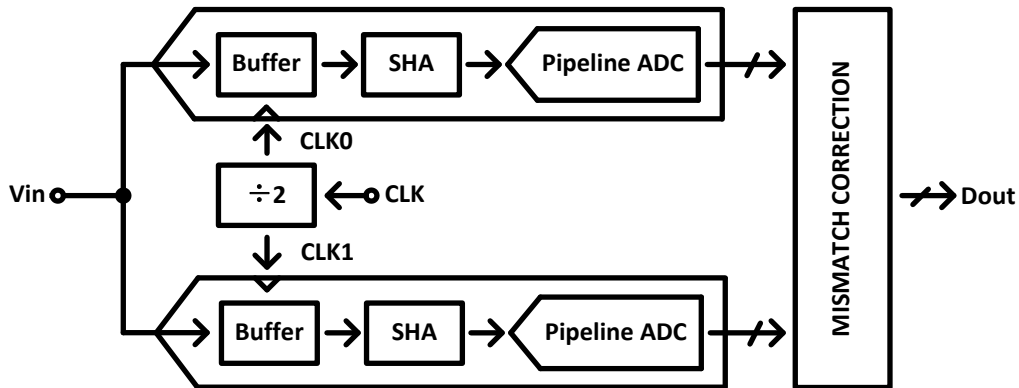 Buffer
SHA
Pipeline ADC
CLK0
Vin
÷2
CLK
MISMATCH CORRECTION
Dout
CLK1
Buffer
SHA
Pipeline ADC